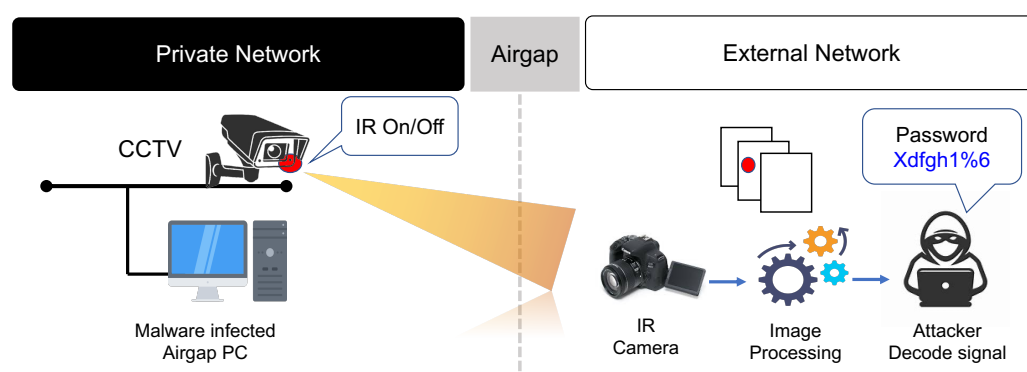 Private Network
Airgap
External Network
CCTV
IR On/Off
Password
Xdfgh1%6
Malware infected
Airgap PC
IR
Camera
Image
Processing
Attacker
Decode signal